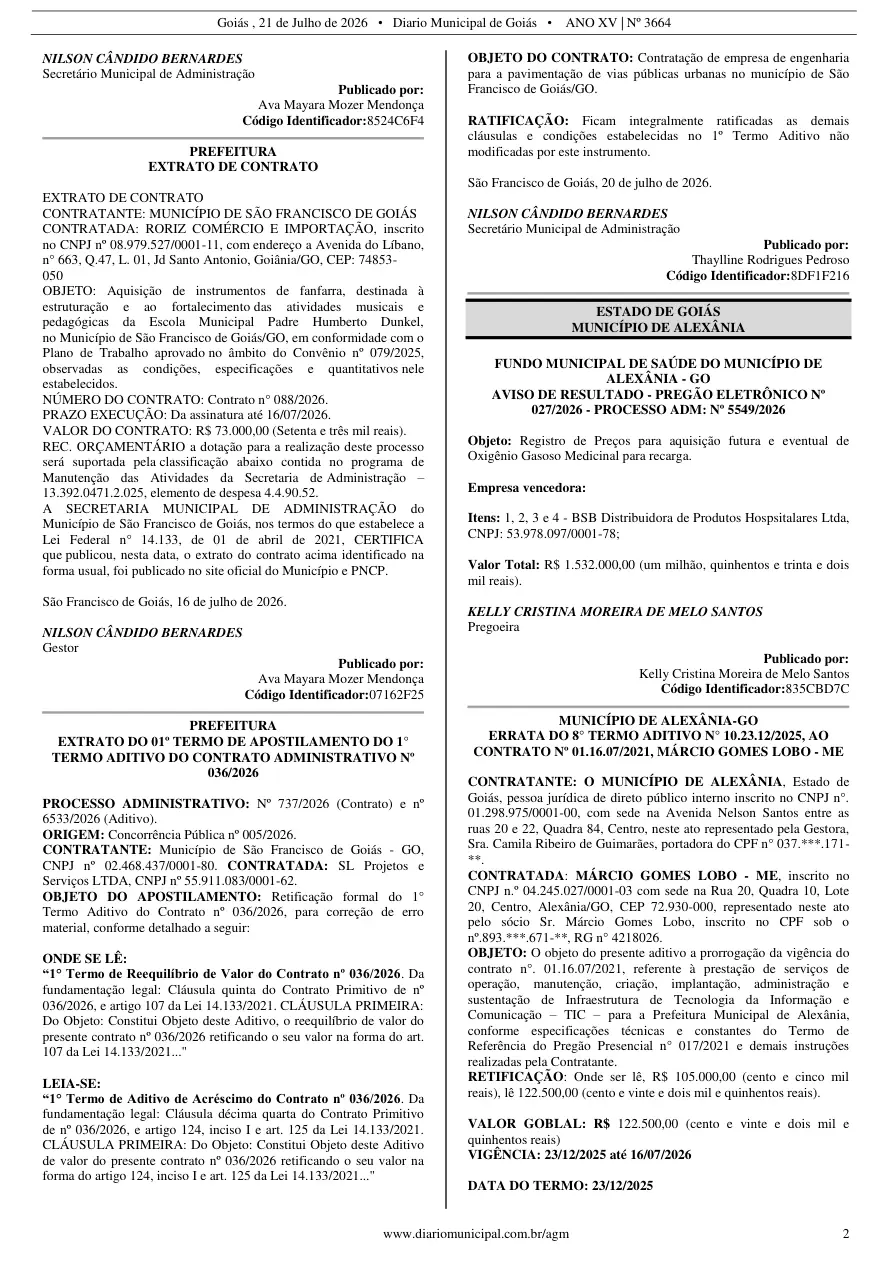 Goiás , 21 de Julho de 2026 • Diario Municipal de Goiás • ANO XV | Nº 3664
NILSON CÂNDIDO BERNARDES
Secretário Municipal de Administração
Publicado por:
Ava Mayara Mozer Mendonça
Código Identificador:8524C6F4
PREFEITURA
EXTRATO DE CONTRATO
EXTRATO DE CONTRATO
CONTRATANTE: MUNICÍPIO DE SÃO FRANCISCO DE GOIÁS
CONTRATADA: RORIZ COMÉRCIO E IMPORTAÇÃO, inscrito
no CNPJ nº 08.979.527/0001-11, com endereço a Avenida do Líbano,
n° 663, Q.47, L. 01, Jd Santo Antonio, Goiânia/GO, CEP: 74853-
050
OBJETO: Aquisição de instrumentos de fanfarra, destinada à
estruturação e ao fortalecimento das atividades musicais e
pedagógicas da Escola Municipal Padre Humberto Dunkel,
no Município de São Francisco de Goiás/GO, em conformidade com o
Plano de Trabalho aprovado no âmbito do Convênio nº 079/2025,
observadas as condições, especificações e quantitativos nele
estabelecidos.
NÚMERO DO CONTRATO: Contrato n° 088/2026.
PRAZO EXECUÇÃO: Da assinatura até 16/07/2026.
VALOR DO CONTRATO: R$ 73.000,00 (Setenta e três mil reais).
REC. ORÇAMENTÁRIO a dotação para a realização deste processo
será suportada pela classificação abaixo contida no programa de
Manutenção das Atividades da Secretaria de Administração –
13.392.0471.2.025, elemento de despesa 4.4.90.52.
A SECRETARIA MUNICIPAL DE ADMINISTRAÇÃO do
Município de São Francisco de Goiás, nos termos do que estabelece a
Lei Federal n° 14.133, de 01 de abril de 2021, CERTIFICA
que publicou, nesta data, o extrato do contrato acima identificado na
forma usual, foi publicado no site oficial do Município e PNCP.
São Francisco de Goiás, 16 de julho de 2026.
NILSON CÂNDIDO BERNARDES
Gestor
Publicado por:
Ava Mayara Mozer Mendonça
Código Identificador:07162F25
PREFEITURA
EXTRATO DO 01º TERMO DE APOSTILAMENTO DO 1°
TERMO ADITIVO DO CONTRATO ADMINISTRATIVO Nº
036/2026
PROCESSO ADMINISTRATIVO: Nº 737/2026 (Contrato) e nº
6533/2026 (Aditivo).
ORIGEM: Concorrência Pública nº 005/2026.
CONTRATANTE: Município de São Francisco de Goiás - GO,
CNPJ nº 02.468.437/0001-80. CONTRATADA: SL Projetos e
Serviços LTDA, CNPJ nº 55.911.083/0001-62.
OBJETO DO APOSTILAMENTO: Retificação formal do 1°
Termo Aditivo do Contrato nº 036/2026, para correção de erro
material, conforme detalhado a seguir:
ONDE SE LÊ:
“1° Termo de Reequilíbrio de Valor do Contrato nº 036/2026. Da
fundamentação legal: Cláusula quinta do Contrato Primitivo de nº
036/2026, e artigo 107 da Lei 14.133/2021. CLÁUSULA PRIMEIRA:
Do Objeto: Constitui Objeto deste Aditivo, o reequilíbrio de valor do
presente contrato nº 036/2026 retificando o seu valor na forma do art.
107 da Lei 14.133/2021..."
LEIA-SE:
“1° Termo de Aditivo de Acréscimo do Contrato nº 036/2026. Da
fundamentação legal: Cláusula décima quarta do Contrato Primitivo
de nº 036/2026, e artigo 124, inciso I e art. 125 da Lei 14.133/2021.
CLÁUSULA PRIMEIRA: Do Objeto: Constitui Objeto deste Aditivo
de valor do presente contrato nº 036/2026 retificando o seu valor na
forma do artigo 124, inciso I e art. 125 da Lei 14.133/2021..."
OBJETO DO CONTRATO: Contratação de empresa de engenharia
para a pavimentação de vias públicas urbanas no município de São
Francisco de Goiás/GO.
RATIFICAÇÃO: Ficam integralmente ratificadas as demais
cláusulas e condições estabelecidas no 1º Termo Aditivo não
modificadas por este instrumento.
São Francisco de Goiás, 20 de julho de 2026.
NILSON CÂNDIDO BERNARDES
Secretário Municipal de Administração
Publicado por:
Thaylline Rodrigues Pedroso
Código Identificador:8DF1F216
ESTADO DE GOIÁS
MUNICÍPIO DE ALEXÂNIA
FUNDO MUNICIPAL DE SAÚDE DO MUNICÍPIO DE
ALEXÂNIA - GO
AVISO DE RESULTADO - PREGÃO ELETRÔNICO Nº
027/2026 - PROCESSO ADM: Nº 5549/2026
Objeto: Registro de Preços para aquisição futura e eventual de
Oxigênio Gasoso Medicinal para recarga.
Empresa vencedora:
Itens: 1, 2, 3 e 4 - BSB Distribuidora de Produtos Hospsitalares Ltda,
CNPJ: 53.978.097/0001-78;
Valor Total: R$ 1.532.000,00 (um milhão, quinhentos e trinta e dois
mil reais).
KELLY CRISTINA MOREIRA DE MELO SANTOS
Pregoeira
Publicado por:
Kelly Cristina Moreira de Melo Santos
Código Identificador:835CBD7C
MUNICÍPIO DE ALEXÂNIA-GO
ERRATA DO 8° TERMO ADITIVO N° 10.23.12/2025, AO
CONTRATO Nº 01.16.07/2021, MÁRCIO GOMES LOBO - ME
CONTRATANTE: O MUNICÍPIO DE ALEXÂNIA, Estado de
Goiás, pessoa jurídica de direto público interno inscrito no CNPJ n°.
01.298.975/0001-00, com sede na Avenida Nelson Santos entre as
ruas 20 e 22, Quadra 84, Centro, neste ato representado pela Gestora,
Sra. Camila Ribeiro de Guimarães, portadora do CPF n° 037.***.171-
**.
CONTRATADA: MÁRCIO GOMES LOBO - ME, inscrito no
CNPJ n.º 04.245.027/0001-03 com sede na Rua 20, Quadra 10, Lote
20, Centro, Alexânia/GO, CEP 72.930-000, representado neste ato
pelo sócio Sr. Márcio Gomes Lobo, inscrito no CPF sob o
nº.893.***.671-**, RG n° 4218026.
OBJETO: O objeto do presente aditivo a prorrogação da vigência do
contrato n°. 01.16.07/2021, referente à prestação de serviços de
operação, manutenção, criação, implantação, administração e
sustentação de Infraestrutura de Tecnologia da Informação e
Comunicação – TIC – para a Prefeitura Municipal de Alexânia,
conforme especificações técnicas e constantes do Termo de
Referência do Pregão Presencial n° 017/2021 e demais instruções
realizadas pela Contratante.
RETIFICAÇÃO: Onde ser lê, R$ 105.000,00 (cento e cinco mil
reais), lê 122.500,00 (cento e vinte e dois mil e quinhentos reais).
VALOR GOBLAL: R$ 122.500,00 (cento e vinte e dois mil e
quinhentos reais)
VIGÊNCIA: 23/12/2025 até 16/07/2026
DATA DO TERMO: 23/12/2025
www.diariomunicipal.com.br/agm 2